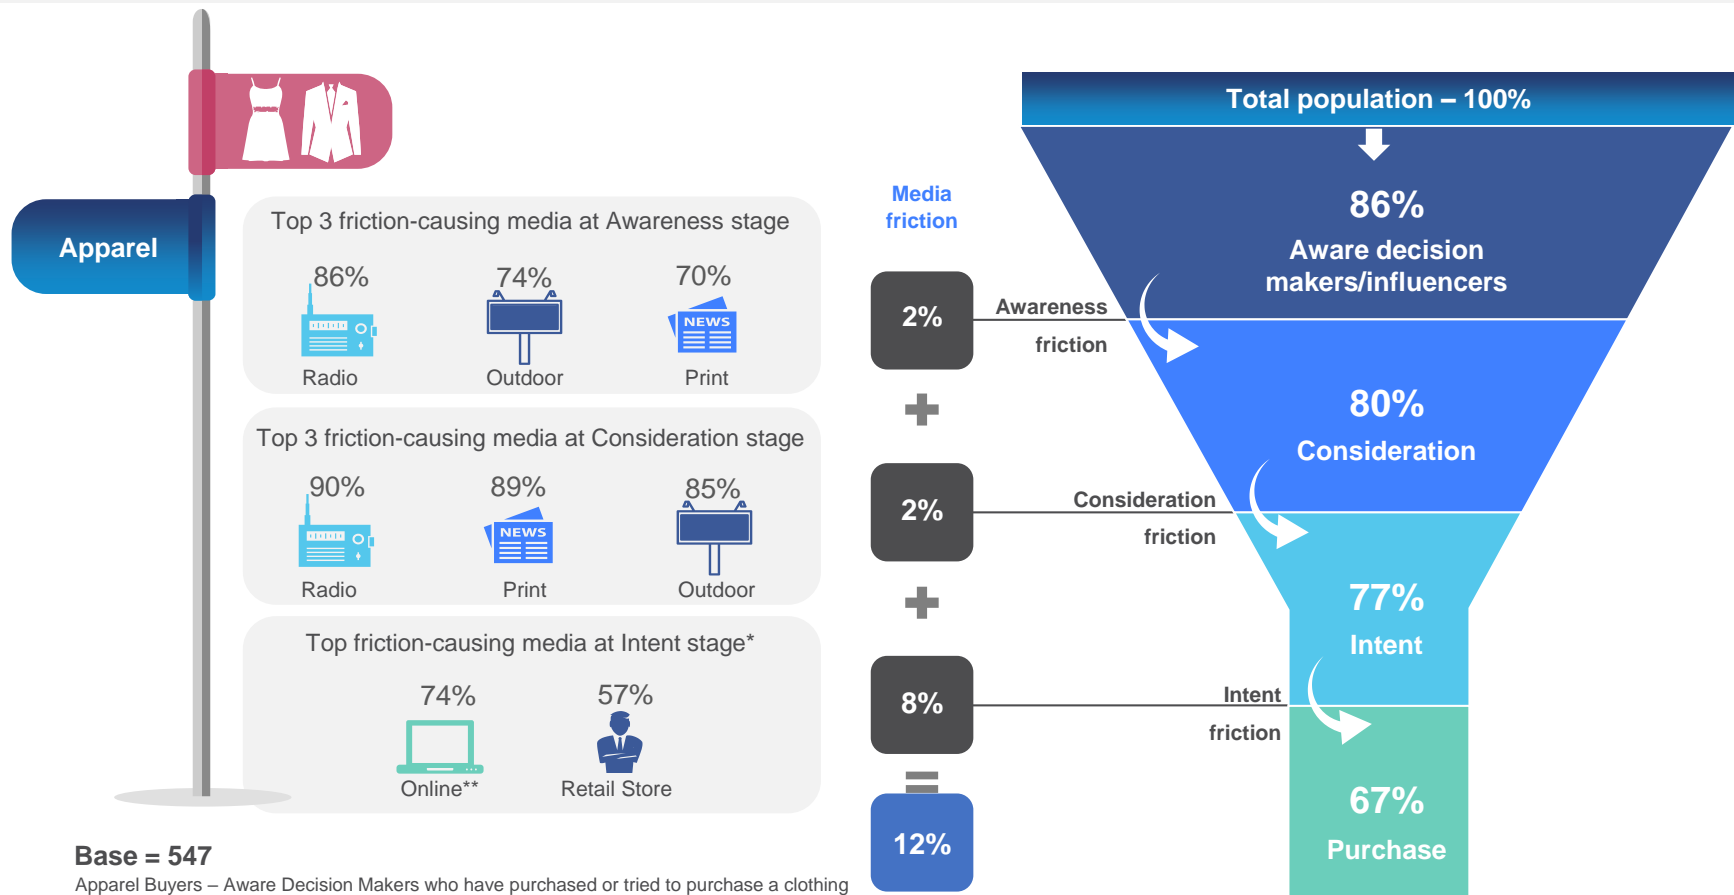 Apparel
Top 3 friction-causing media at Awareness stage
86%
74%
70%
NEWS
Radio
Outdoor
Print
Top 3 friction-causing media at Consideration stage
90%
89%
85%
NEWS
Radio
Print
Outdoor
Top friction-causing media at Intent stage*
74%
57%
Online**
Retail Store
Base = 547
Apparel Buyers – Aware Decision Makers who have purchased or tried to purchase a clothing
Media
friction
2%
Awareness
friction
2%
Consideration
friction
8%
Intent
friction
12%
Total population – 100%
86%
Aware decision
makers/influencers
80%
Consideration
77%
Intent
67%
Purchase